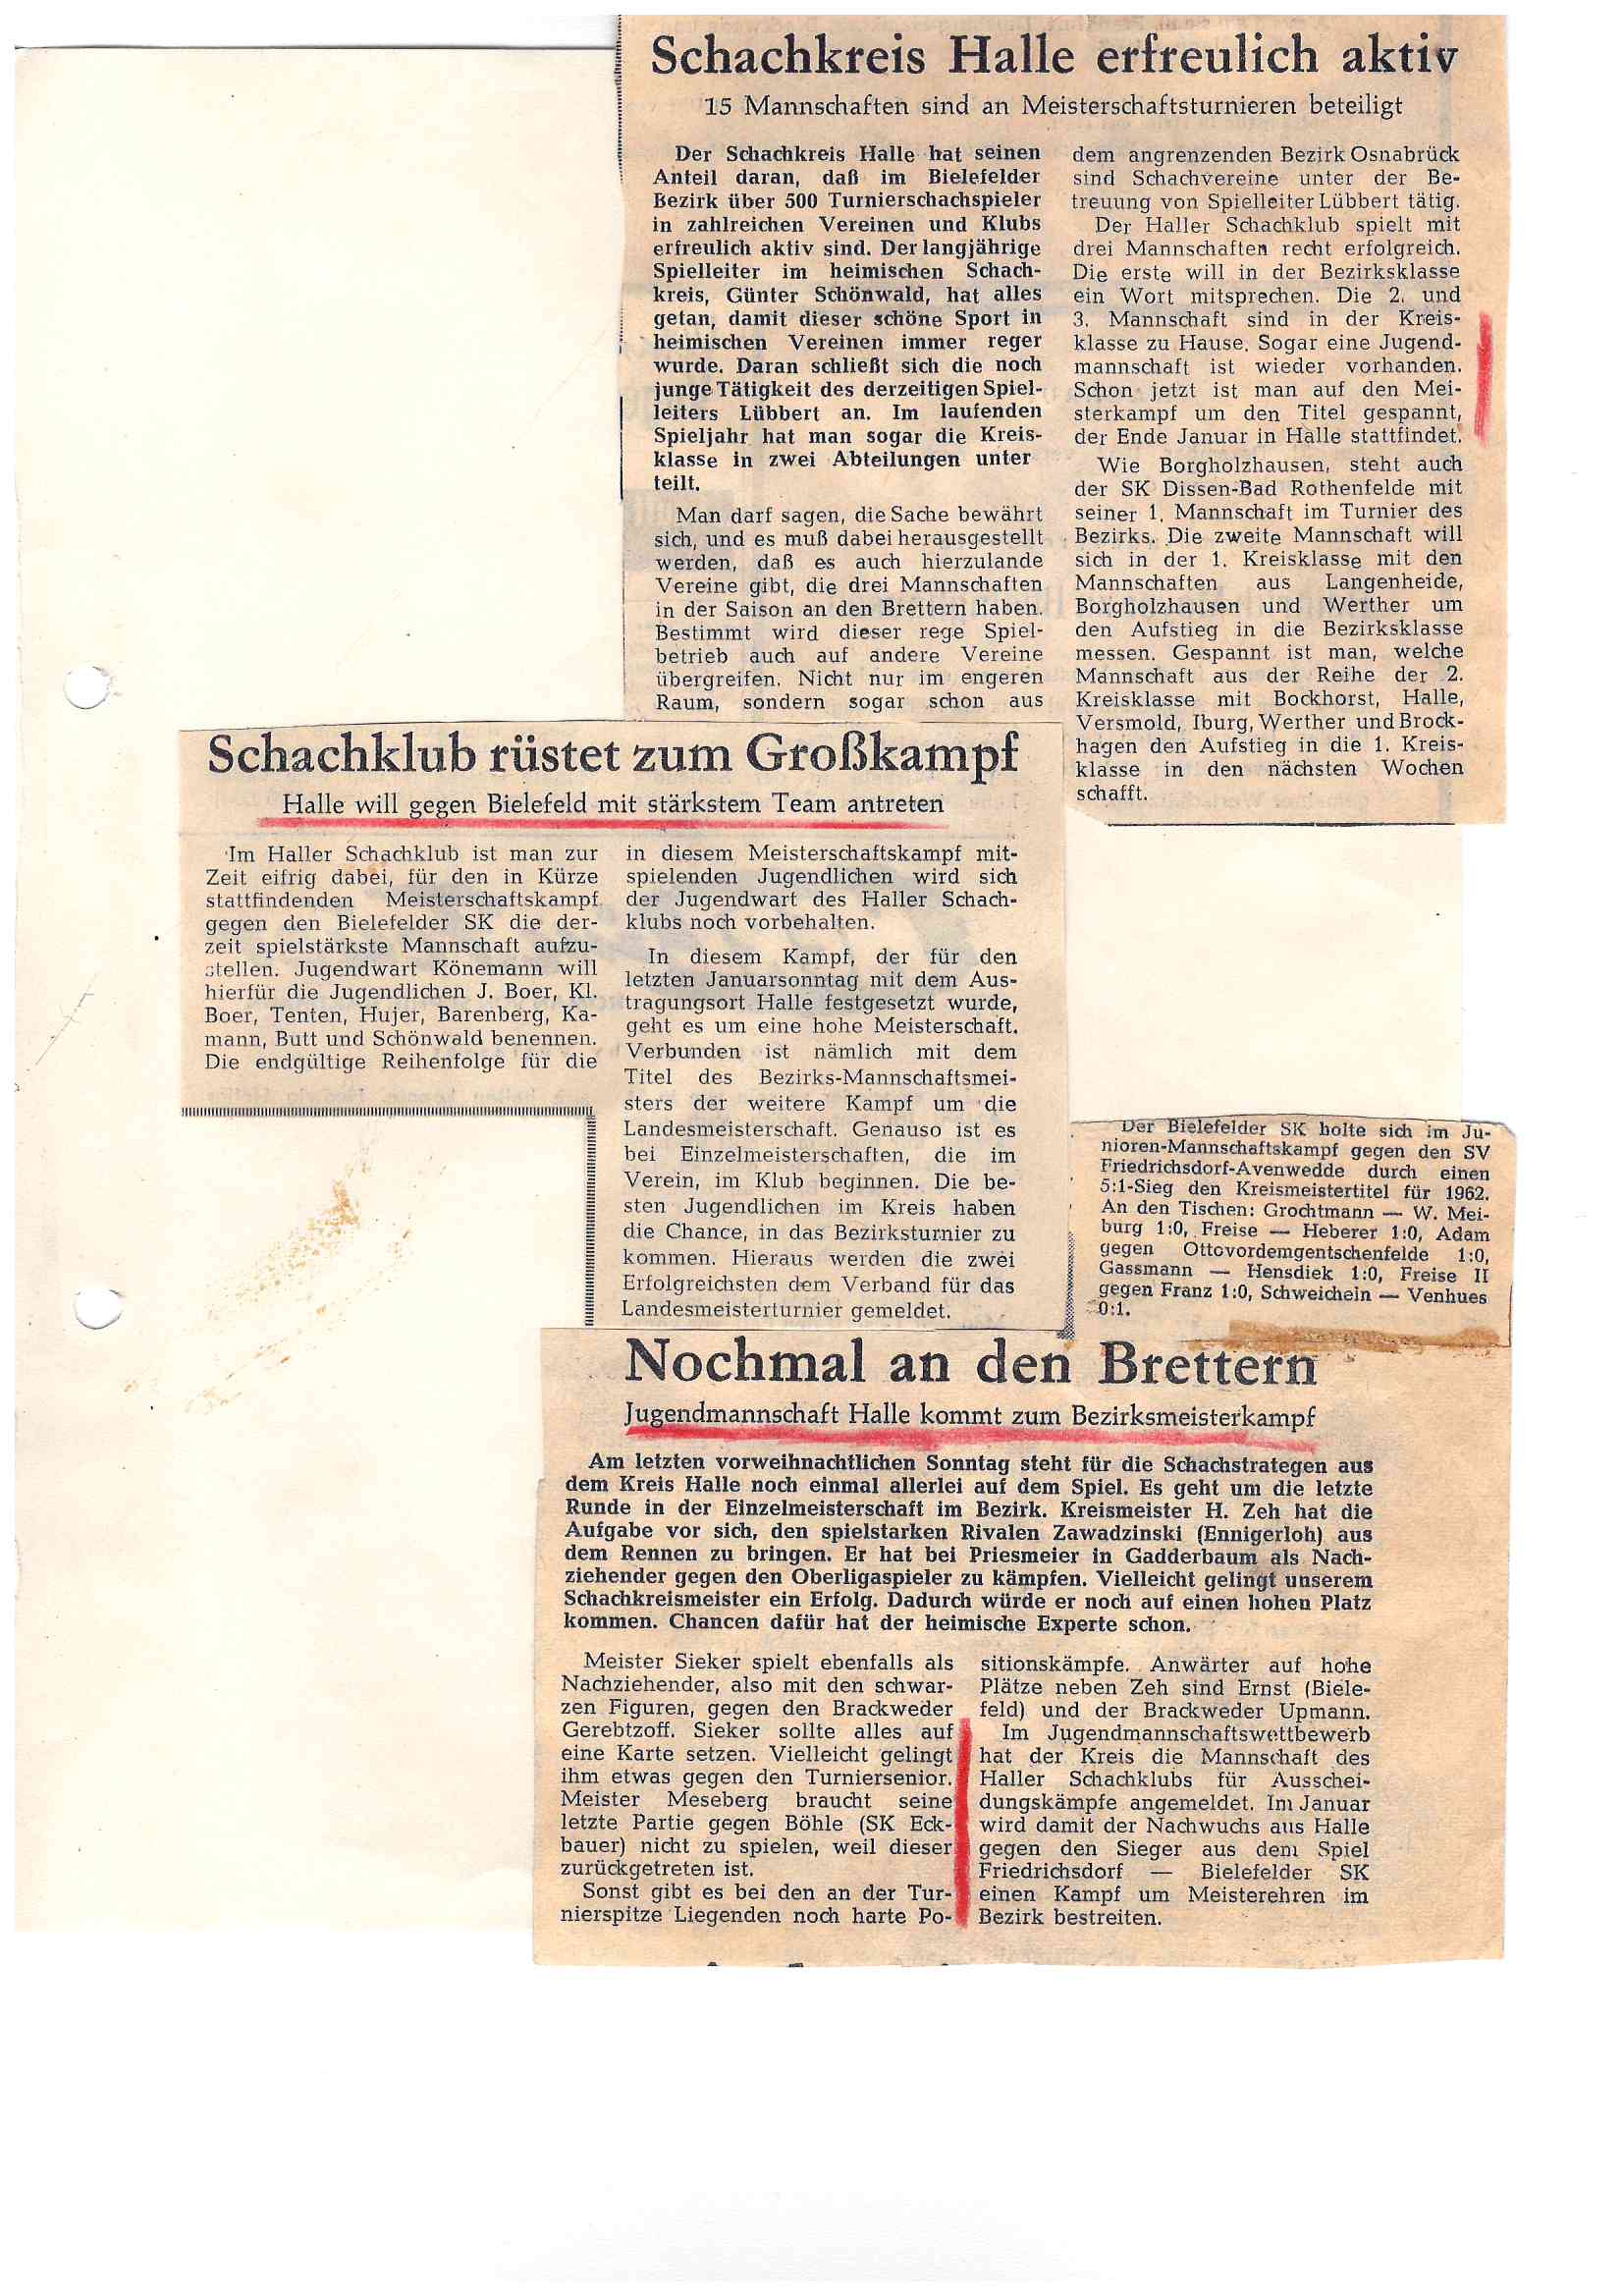 Schachkreis Halle erfreulich aktiv
15 Mannschaften sind an Meisterschaftsturnieren beteiligt
Der Schachkreis Halle hat seinen
Anteil daran, daß im Bielefelder
Bezirk über 500 Turnierschachspieler
in zahlreichen Vereinen und Klubs
erfreulich aktiv sind. Der langjährige
Spielleiter im heimischen Schach-
kreis, Günter Schönwald, hat alles
getan, damit dieser schöne Sport in
heimischen Vereinen immer reger
wurde. Daran schließt sich die noch
junge Tätigkeit des derzeitigen Spiel-
leiters Lübbert an. Im laufenden
Spieljahr hat man sogar die Kreis-
klasse in zwei Abteilungen unter
teilt.
Man darf sagen, die Sache bewährt
sich, und es muß dabei herausgestellt
werden, daß es auch hierzulande
Vereine gibt, die drei Mannschaften
in der Saison an den Brettern haben.
Bestimmt wird dieser rege Spiel-
betrieb auch auf andere Vereine
übergreifen. Nicht nur im engeren
Raum, sondern sogar schon aus
dem angrenzenden Bezirk Osnabrück
sind Schachvereine unter der Be-
treuung von Spielleiter Lübbert tätig.
Der Haller Schachklub spielt mit
drei Mannschaften recht erfolgreich.
Die erste will in der Bezirksklasse
ein Wort mitsprechen. Die 2. und
3. Mannschaft sind in der Kreis-
klasse zu Hause. Sogar eine Jugend-
mannschaft ist wieder vorhanden.
Schon jetzt ist man auf den Mei-
sterkampf um den Titel gespannt,
der Ende Januar in Halle stattfindet.
Wie Borgholzhausen, steht auch
der SK Dissen-Bad Rothenfelde mit
seiner 1. Mannschaft im Turnier des
Bezirks. Die zweite Mannschaft will
sich in der 1. Kreisklasse mit den
Mannschaften aus Langenheide,
Borgholzhausen und Werther um
den Aufstieg in die Bezirksklasse
messen. Gespannt ist man, welche
Mannschaft aus der Reihe der 2.
Kreisklasse mit Bockhorst, Halle,
Versmold, Iburg, Werther und Brock-
hagen den Aufstieg in die 1. Kreis-
klasse in den nächsten Wochen
schafft.
Schachklub rüstet zum Großkampf
Halle will gegen Bielefeld mit stärkstem Team antreten
Im Haller Schachklub ist man zur
Zeit eifrig dabei, für den in Kürze
stattfindenden Meisterschaftskampf
gegen den Bielefelder SK die der-
zeit spielstärkste Mannschaft aufzu-
stellen. Jugendwart Könemann will
hierfür die Jugendlichen J. Boer, Kl.
Boer, Tenten, Hujer, Barenberg, Ka-
mann, Butt und Schönwald benennen.
Die endgültige Reihenfolge für die
in diesem Meisterschaftskampf mit-
spielenden Jugendlichen wird sich
der Jugendwart des Haller Schach-
klubs noch vorbehalten.
In diesem Kampf, der für den
letzten Januarsonntag mit dem Aus-
tragungsort Halle festgesetzt wurde,
geht es um eine hohe Meisterschaft.
Verbunden ist nämlich mit dem
Titel des Bezirks-Mannschaftsmei-
sters der weitere Kampf um die
Landesmeisterschaft. Genauso ist es
bei Einzelmeisterschaften, die im
Verein, im Klub beginnen. Die be-
sten Jugendlichen im Kreis haben
die Chance, in das Bezirksturnier zu
kommen. Hieraus werden die zwei
Erfolgreichsten dem Verband für das
Landesmeisterturnier gemeldet.
Der Bielefelder SK holte sich im Ju-
nioren-Mannschaftskampf gegen den SV
Friedrichsdorf-Avenwedde durch einen
5:1-Sieg den Kreismeistertitel für 1962.
An den Tischen: Grochtmann — W. Mei-
burg 1:0, Freise — Heberer 1:0, Adam
gegen Ottovordemgentschenfelde 1:0,
Gassmann — Hensdiek 1:0, Freise II
gegen Franz 1:0, Schweichein — Venhues
0:1.
Nochmal an den Brettern
Jugendmannschaft Halle kommt zum Bezirksmeisterkampf
Am letzten vorweihnachtlichen Sonntag steht für die Schachstrategen aus
dem Kreis Halle noch einmal allerlei auf dem Spiel. Es geht um die letzte
Runde in der Einzelmeisterschaft im Bezirk. Kreismeister H. Zeh hat die
Aufgabe vor sich, den spielstarken Rivalen Zawadzinski (Ennigerloh) aus
dem Rennen zu bringen. Er hat bei Priesmeier in Gadderbaum als Nach-
ziehender gegen den Oberligaspieler zu kämpfen. Vielleicht gelingt unserem
Schachkreismeister ein Erfolg. Dadurch würde er noch auf einen hohen Platz
kommen. Chancen dafür hat der heimische Experte schon.
Meister Sieker spielt ebenfalls als
Nachziehender, also mit den schwar-
zen Figuren, gegen den Brackweder
Gerebtzoff. Sieker sollte alles auf
eine Karte setzen. Vielleicht gelingt
ihm etwas gegen den Turniersenior.
Meister Meseberg braucht seine
letzte Partie gegen Böhle (SK Eck-
bauer) nicht zu spielen, weil dieser
zurückgetreten ist.
Sonst gibt es bei den an der Tur-
nierspitze Liegenden noch harte Po-
sitionskämpfe. Anwärter auf hohe
Plätze neben Zeh sind Ernst (Biele-
feld) und der Brackweder Upmann.
Im Jugendmannschaftswettbewerb
hat der Kreis die Mannschaft des
Haller Schachklubs für Ausschei-
dungskämpfe angemeldet. Im Januar
wird damit der Nachwuchs aus Halle
gegen den Sieger aus dem Spiel
Friedrichsdorf — Bielefelder SK
einen Kampf um Meisterehren im
Bezirk bestreiten.